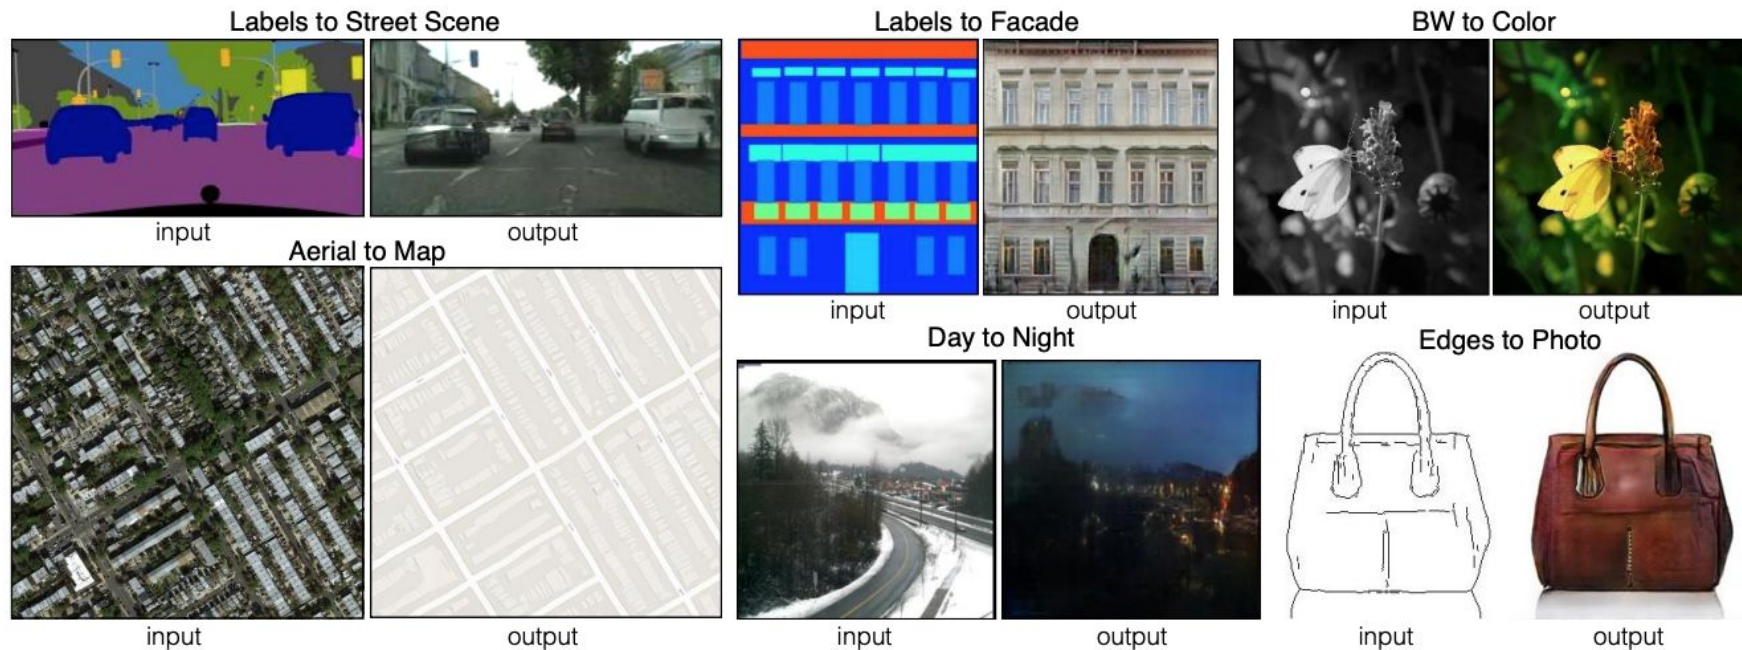 Labels to Street Scene
input
output
Aerial to Map
input
output
Labels to Facade
input
output
BW to Color
input
output
Day to Night
input
output
Edges to Photo
input
output